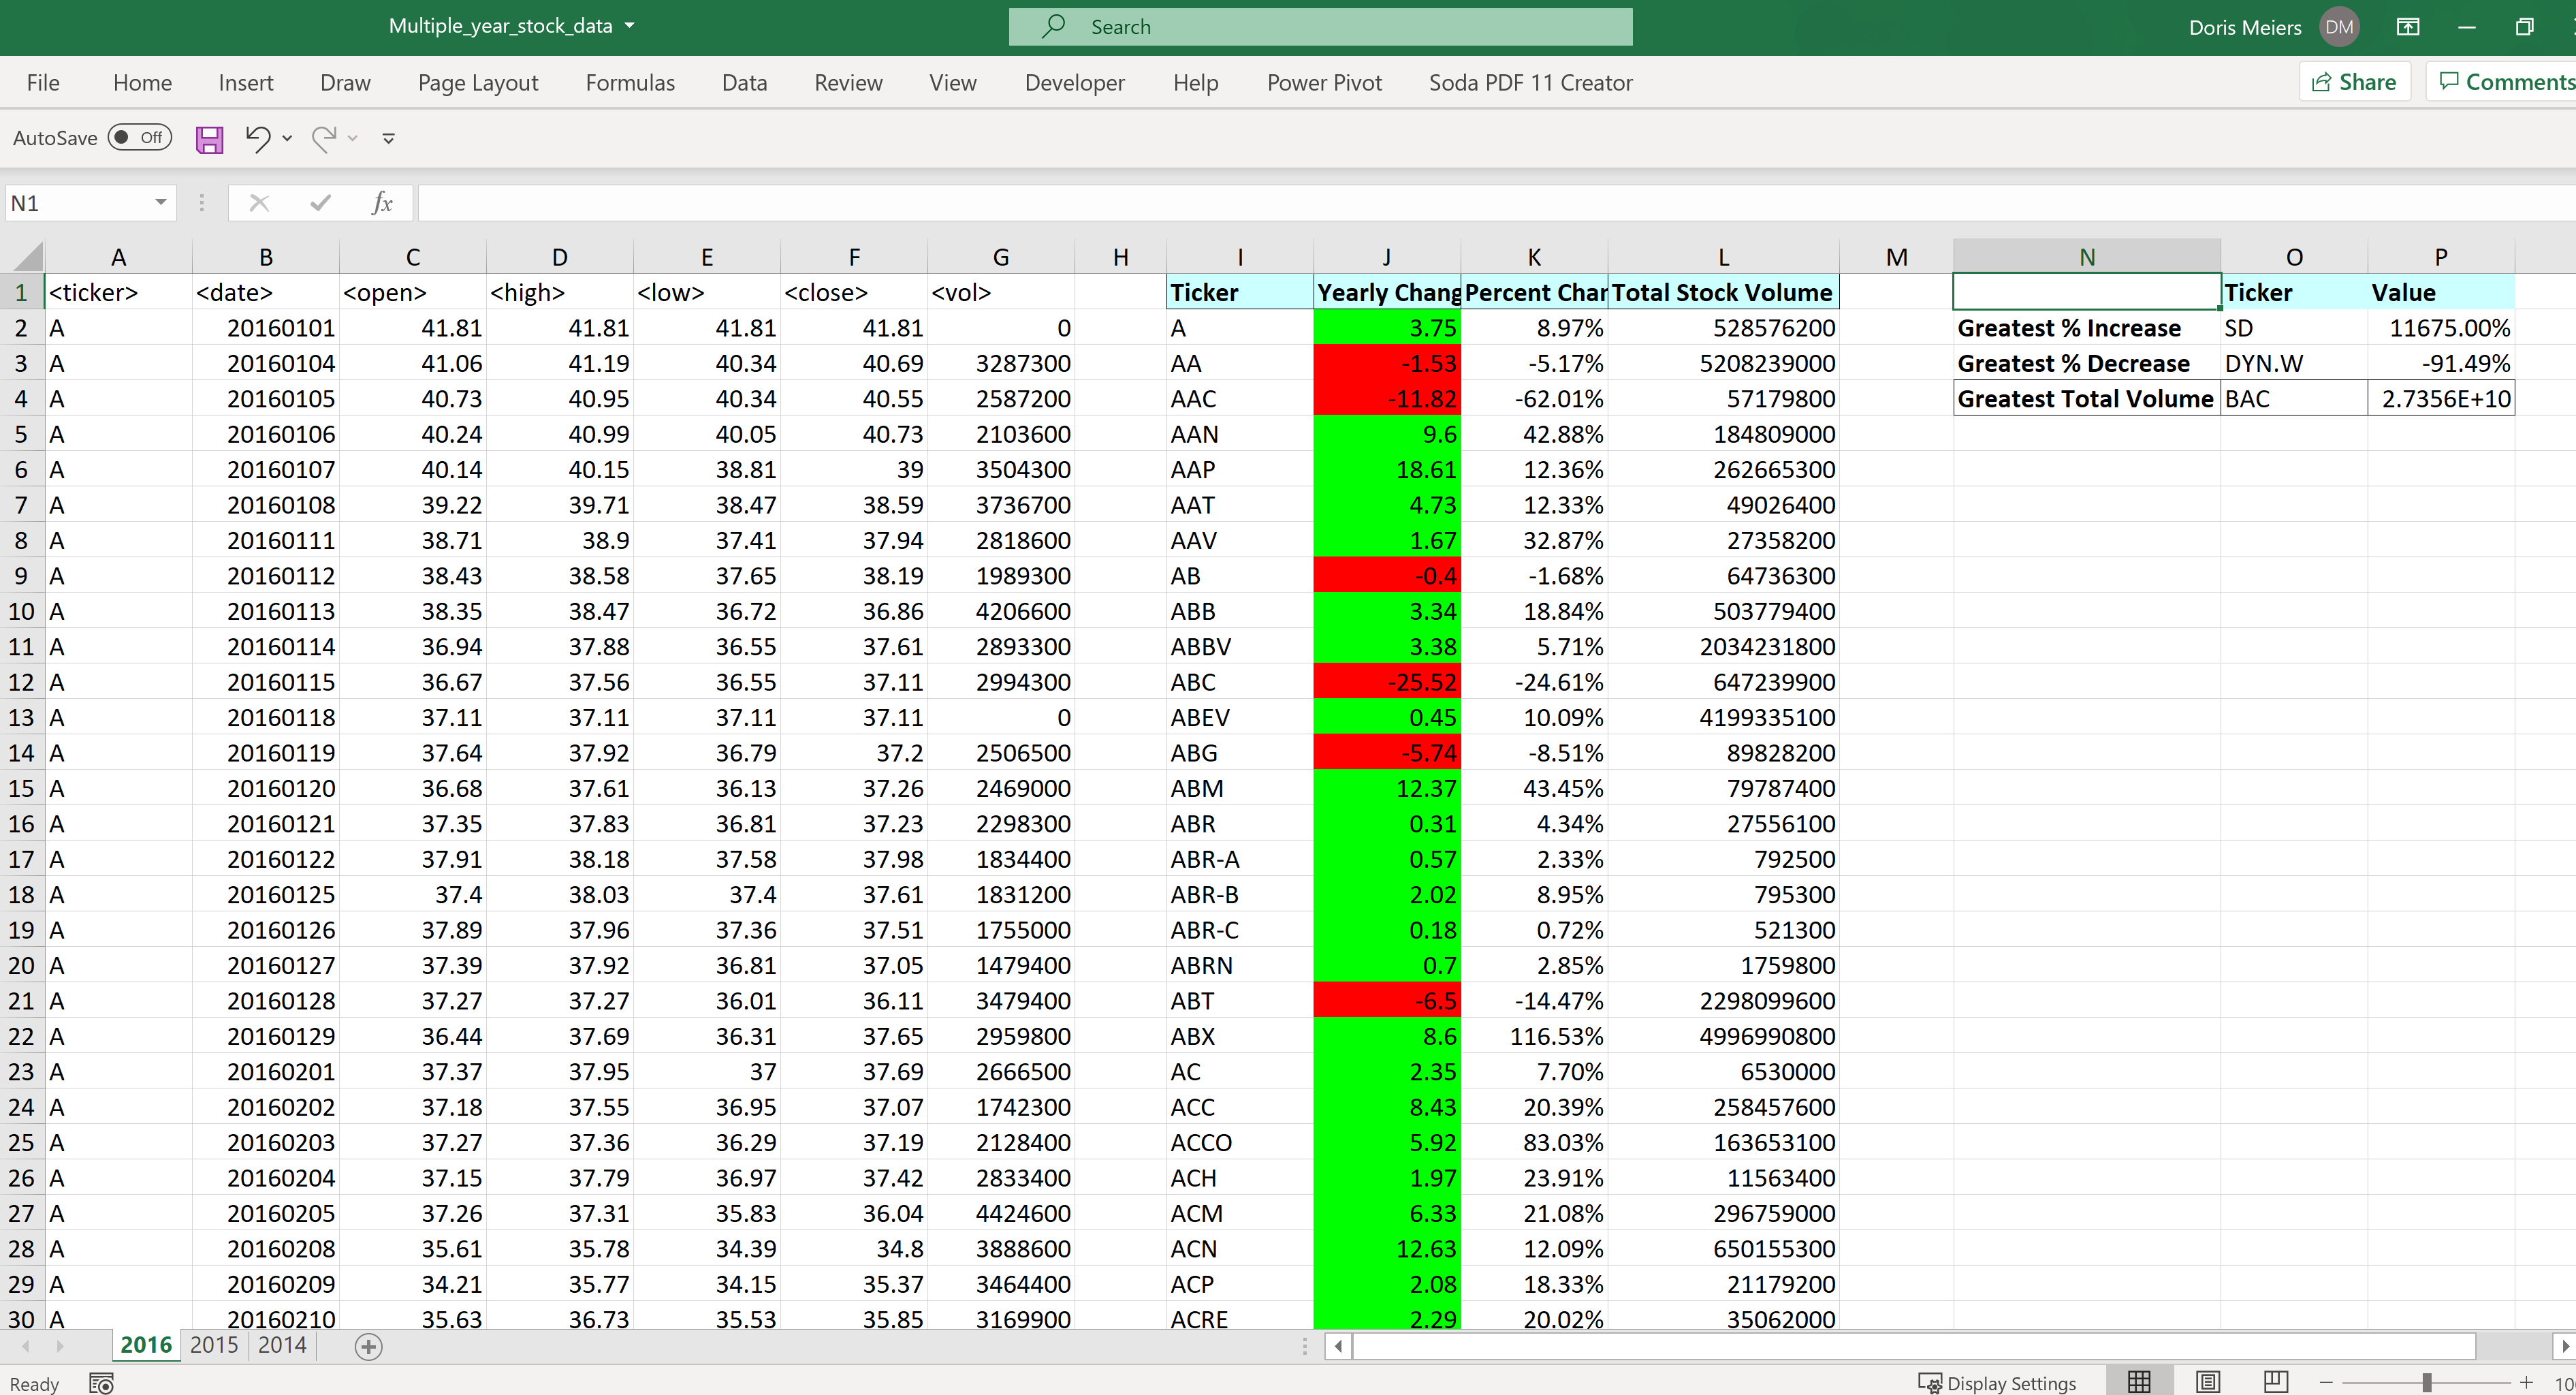 Multiple_year_stock_data Search Doris Meiers DM
File Home Insert Draw Page Layout Formulas Data Review View Developer Help Power Pivot Soda PDF 11 Creator Share Comments
AutoSave Off
N1 fx
A B C D E F G H I J K L M N O P
1 <ticker> <date> <open> <high> <low> <close> <vol> Ticker Yearly Chang Percent Char Total Stock Volume Ticker Value
2 A 20160101 41.81 41.81 41.81 41.81 0 A 3.75 8.97% 528576200 Greatest % Increase SD 11675.00%
3 A 20160104 41.06 41.19 40.34 40.69 3287300 AA -1.53 -5.17% 5208239000 Greatest % Decrease DYN.W -91.49%
4 A 20160105 40.73 40.95 40.34 40.55 2587200 AAC -11.82 -62.01% 57179800 Greatest Total Volume BAC 2.7356E+10
5 A 20160106 40.24 40.99 40.05 40.73 2103600 AAN 9.6 42.88% 184809000
6 A 20160107 40.14 40.15 38.81 39 3504300 AAP 18.61 12.36% 262665300
7 A 20160108 39.22 39.71 38.47 38.59 3736700 AAT 4.73 12.33% 49026400
8 A 20160111 38.71 38.9 37.41 37.94 2818600 AAV 1.67 32.87% 27358200
9 A 20160112 38.43 38.58 37.65 38.19 1989300 AB -0.4 -1.68% 64736300
10 A 20160113 38.35 38.47 36.72 36.86 4206600 ABB 3.34 18.84% 503779400
11 A 20160114 36.94 37.88 36.55 37.61 2893300 ABBV 3.38 5.71% 2034231800
12 A 20160115 36.67 37.56 36.55 37.11 2994300 ABC -25.52 -24.61% 647239900
13 A 20160118 37.11 37.11 37.11 37.11 0 ABEV 0.45 10.09% 4199335100
14 A 20160119 37.64 37.92 36.79 37.2 2506500 ABG -5.74 -8.51% 89828200
15 A 20160120 36.68 37.61 36.13 37.26 2469000 ABM 12.37 43.45% 79787400
16 A 20160121 37.35 37.83 36.81 37.23 2298300 ABR 0.31 4.34% 27556100
17 A 20160122 37.91 38.18 37.58 37.98 1834400 ABR-A 0.57 2.33% 792500
18 A 20160125 37.4 38.03 37.4 37.61 1831200 ABR-B 2.02 8.95% 795300
19 A 20160126 37.89 37.96 37.36 37.51 1755000 ABR-C 0.18 0.72% 521300
20 A 20160127 37.39 37.92 36.81 37.05 1479400 ABRN 0.7 2.85% 1759800
21 A 20160128 37.27 37.27 36.01 36.11 3479400 ABT -6.5 -14.47% 2298099600
22 A 20160129 36.44 37.69 36.31 37.65 2959800 ABX 8.6 116.53% 4996990800
23 A 20160201 37.37 37.95 37 37.69 2666500 AC 2.35 7.70% 6530000
24 A 20160202 37.18 37.55 36.95 37.07 1742300 ACC 8.43 20.39% 258457600
25 A 20160203 37.27 37.36 36.29 37.19 2128400 ACCO 5.92 83.03% 163653100
26 A 20160204 37.15 37.79 36.97 37.42 2833400 ACH 1.97 23.91% 11563400
27 A 20160205 37.26 37.31 35.83 36.04 4424600 ACM 6.33 21.08% 296759000
28 A 20160208 35.61 35.78 34.39 34.8 3888600 ACN 12.63 12.09% 650155300
29 A 20160209 34.21 35.77 34.15 35.37 3464400 ACP 2.08 18.33% 21179200
30 A 20160210 35.63 36.73 35.53 35.85 3169900 ACRE 2.29 20.02% 35062000
2016 2015 2014
Ready Display Settings 10